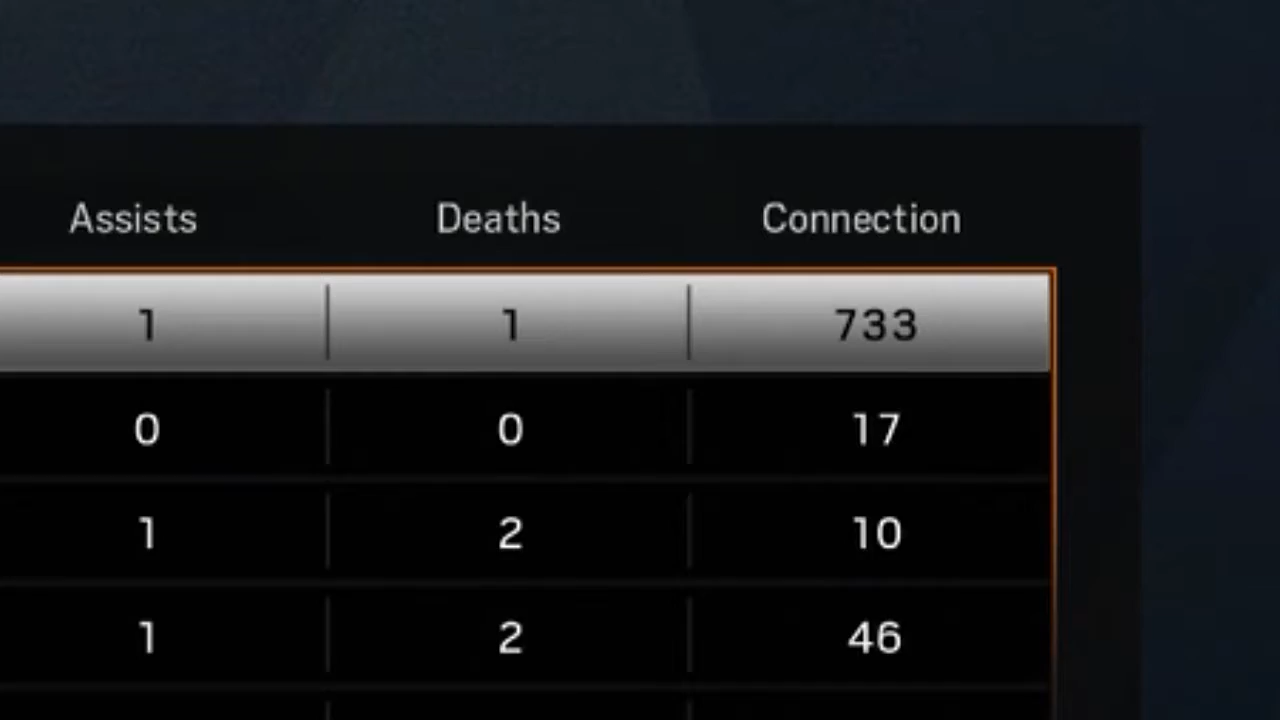 Assists Deaths Connection
1 1 733
0 0 17
1 2 10
1 2 46